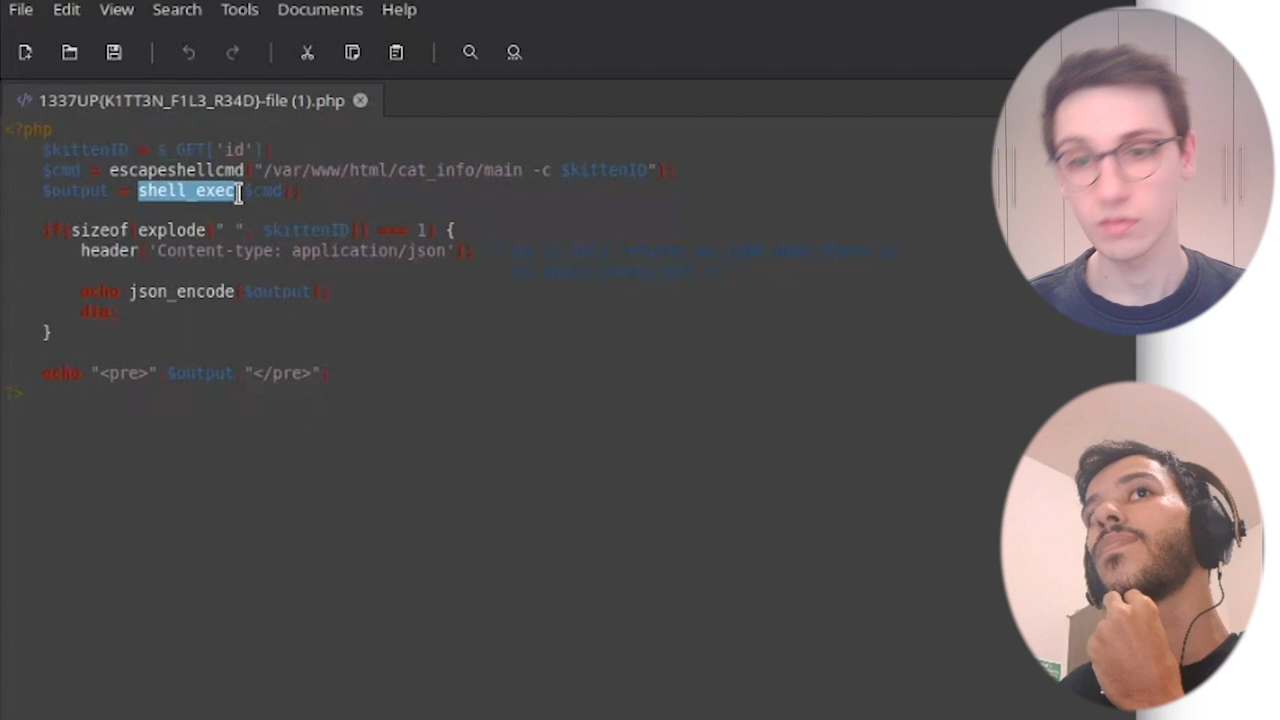 File Edit View Search Tools Documents Help
1337UP{K1TT3N_F1L3_R34D}-file (1).php
<?php
$kittenID = $_GET['id'];
$cmd = escapeshellcmd("/var/www/html/cat_info/main -c $kittenID");
$output = shell_exec($cmd);
if(sizeof(explode(" ", $kittenID)) === 1) {
header('Content-type: application/json');
echo json_encode($output);
die;
}
echo "<pre>" $output "</pre>";
?>